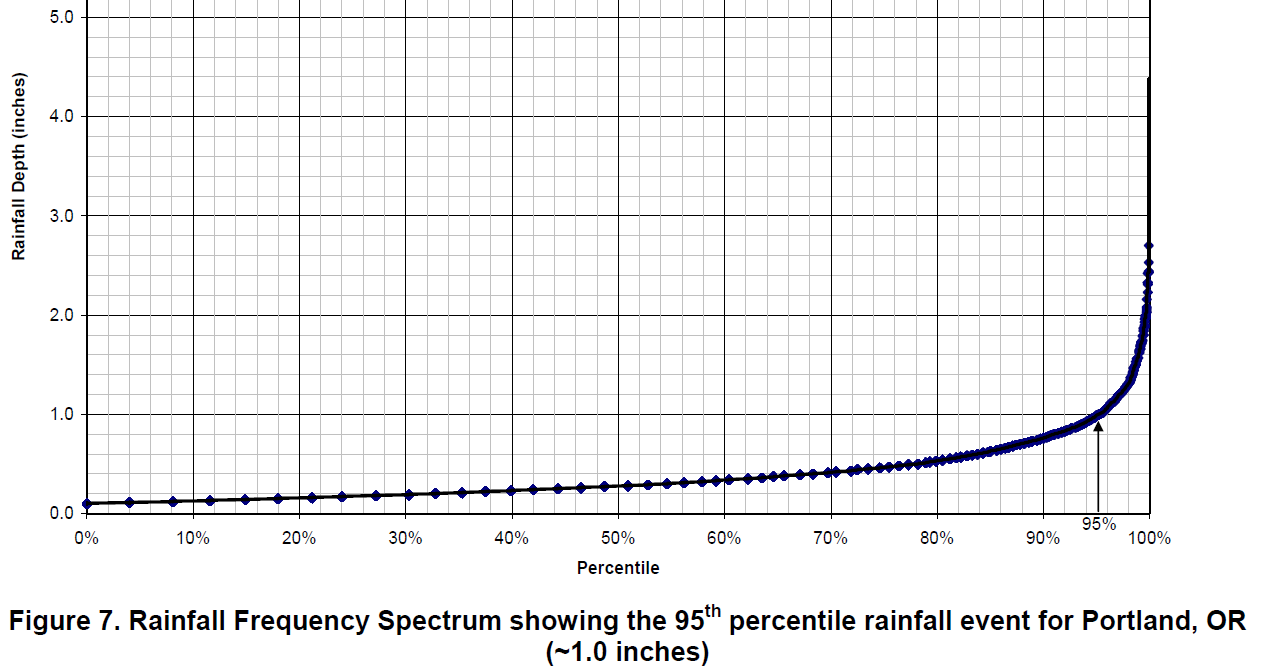 5.0
4.0
3.0
2.0
1.0
0.0
Rainfall Depth (inches)
95%
0% 10% 20% 30% 40% 50% 60% 70% 80% 90% 100%
Percentile
Figure 7. Rainfall Frequency Spectrum showing the 95th percentile rainfall event for Portland, OR
(~1.0 inches)